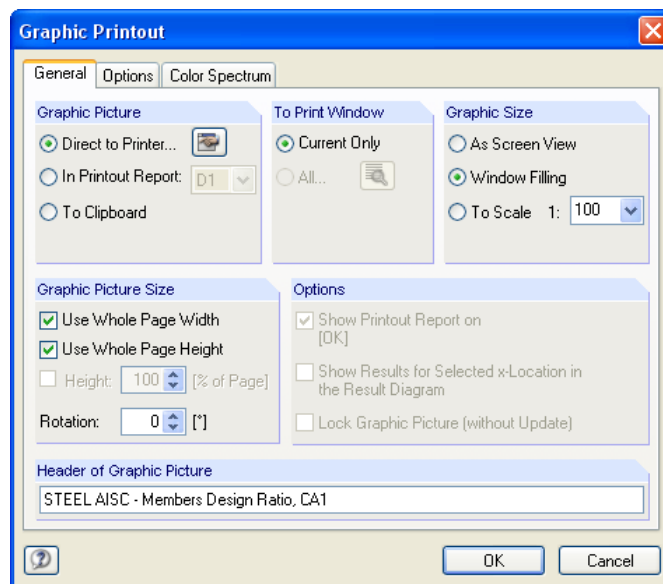 Graphic Printout
General Options Color Spectrum
Graphic Picture
Direct to Printer...
In Printout Report: D1
To Clipboard
To Print Window
Current Only
All...
Graphic Size
As Screen View
Window Filling
To Scale 1: 100
Graphic Picture Size
Use Whole Page Width
Use Whole Page Height
Height: 100 [% of Page]
Rotation: 0 [°]
Options
Show Printout Report on
[OK]
Show Results for Selected x-Location in
the Result Diagram
Lock Graphic Picture (without Update)
Header of Graphic Picture
STEEL AISC - Members Design Ratio, CA1
OK Cancel